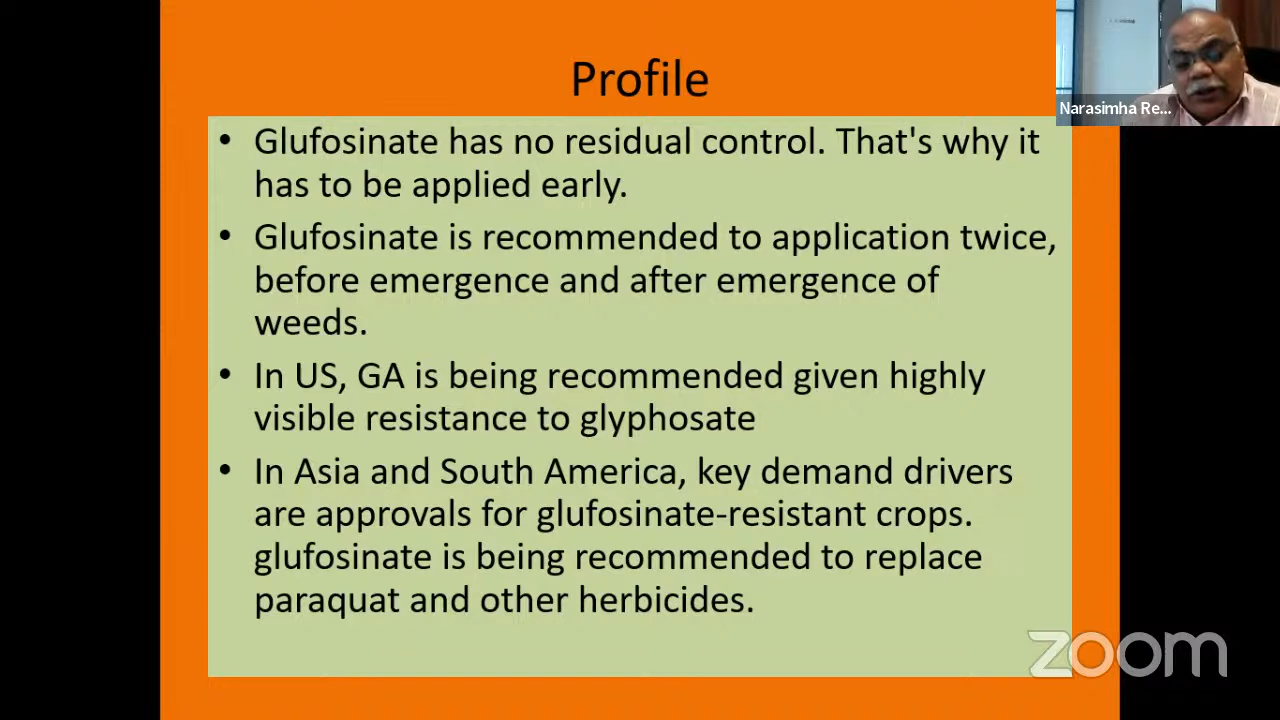 Profile
Narasimha Re...
• Glufosinate has no residual control. That's why it
has to be applied early.
• Glufosinate is recommended to application twice,
before emergence and after emergence of
weeds.
• In US, GA is being recommended given highly
visible resistance to glyphosate
• In Asia and South America, key demand drivers
are approvals for glufosinate-resistant crops.
glufosinate is being recommended to replace
paraquat and other herbicides.
zoom